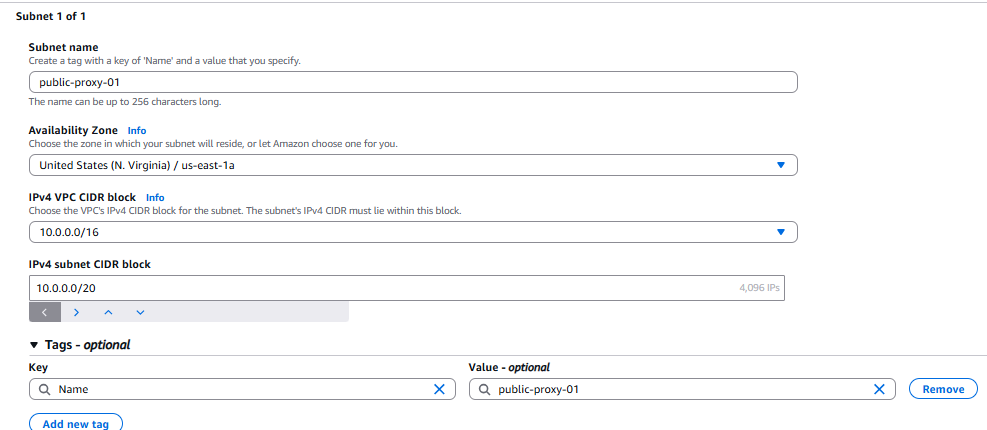 Subnet 1 of 1
Subnet name
Create a tag with a key of 'Name' and a value that you specify.
public-proxy-01
The name can be up to 256 characters long.
Availability Zone Info
Choose the zone in which your subnet will reside, or let Amazon choose one for you.
United States (N. Virginia) / us-east-1a
IPv4 VPC CIDR block Info
Choose the VPC's IPv4 CIDR block for the subnet. The subnet's IPv4 CIDR must lie within this block.
10.0.0.0/16
IPv4 subnet CIDR block
10.0.0.0/20 4,096 IPs
Tags - optional
Key Value - optional
Name public-proxy-01 Remove
Add new tag